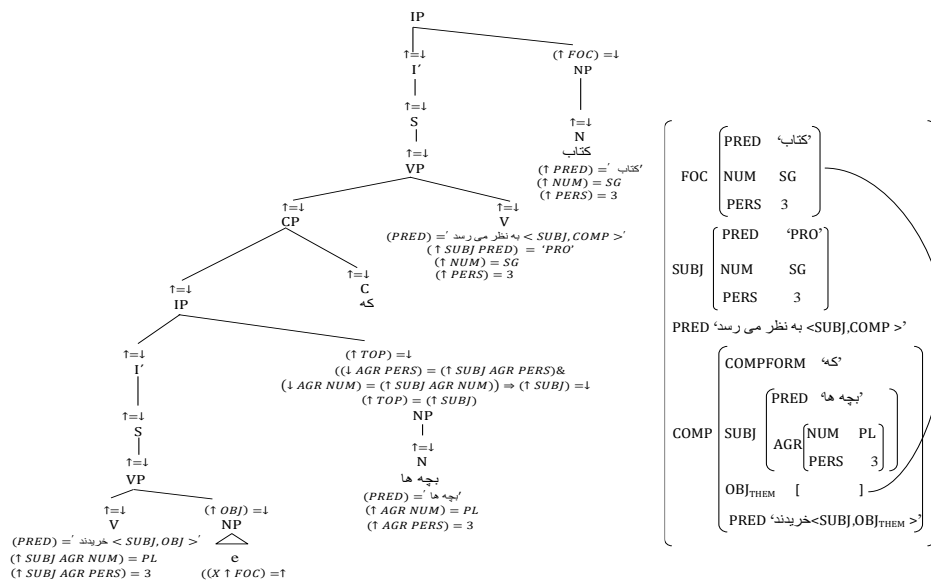 IP
↑=↓
I′
(↑ FOC) =↓
NP
↑=↓
S
↑=↓
VP
↑=↓
N
کتاب
(↑ PRED) =′ کتاب′
(↑ NUM) = SG
(↑ PERS) = 3
↑=↓
CP
↑=↓
V
(PRED) =′ به نظر می رسد < SUBJ, COMP >′
(↑ SUBJ PRED) = ‘PRO’
(↑ NUM) = SG
(↑ PERS) = 3
↑=↓
IP
↑=↓
C
که
↑=↓
I′
(↑ TOP) =↓
((↓ AGR PERS) = (↑ SUBJ AGR PERS)&
(↓ AGR NUM) = (↑ SUBJ AGR NUM)) ⇒ (↑ SUBJ) =↓
(↑ TOP) = (↑ SUBJ)
NP
↑=↓
S
↑=↓
N
بچه ها
(PRED) =′ بچه ها′
(↑ AGR NUM) = PL
(↑ AGR PERS) = 3
↑=↓
VP
↑=↓
V
(PRED) =′ خریدند < SUBJ, OBJ >′
(↑ SUBJ AGR NUM) = PL
(↑ SUBJ AGR PERS) = 3
(↑ OBJ) =↓
NP
e
((X ↑ FOC) =↑
PRED ‘کتاب’
FOC NUM SG
PERS 3
PRED ‘PRO’
SUBJ NUM SG
PERS 3
PRED ‘به نظر می رسد <SUBJ,COMP >’
COMPFORM ‘که’
PRED ‘بچه ها’
COMP SUBJ AGR NUM PL
PERS 3
OBJTHEM [ ]
PRED ‘خریدند<SUBJ,OBJTHEM >’